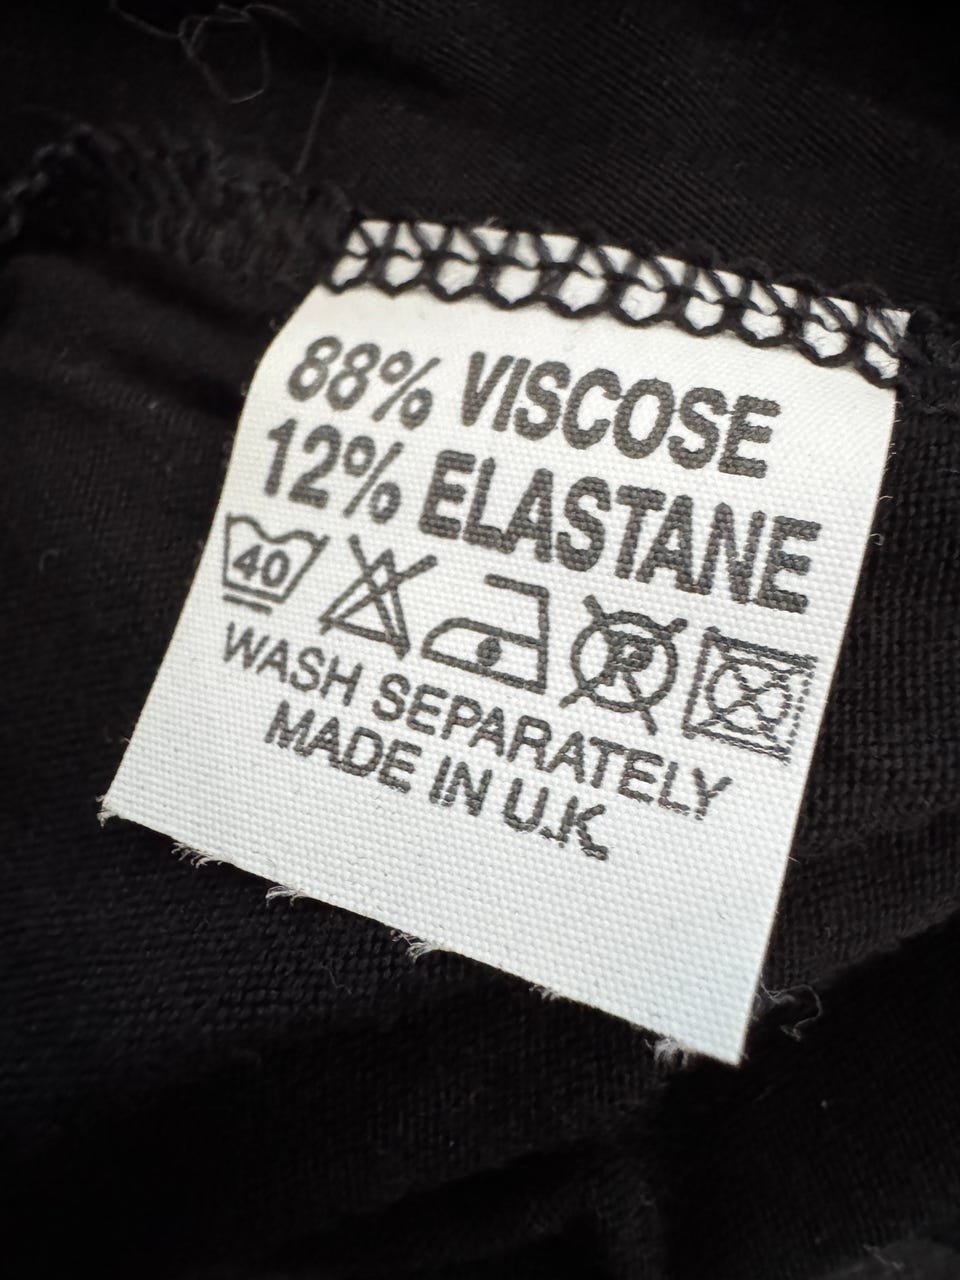 88% VISCOSE
12% ELASTANE
40 P
WASH SEPARATELY
MADE IN U.K